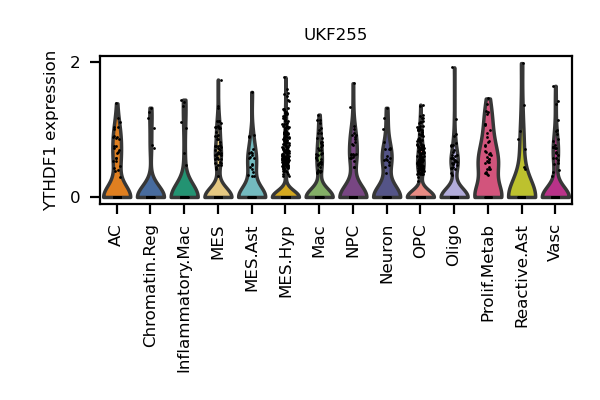 UKF255
YTHDF1 expression
2
0
AC
Chromatin.Reg
Inflammatory.Mac
MES
MES.Ast
MES.Hyp
Mac
NPC
Neuron
OPC
Oligo
Prolif.Metab
Reactive.Ast
Vasc